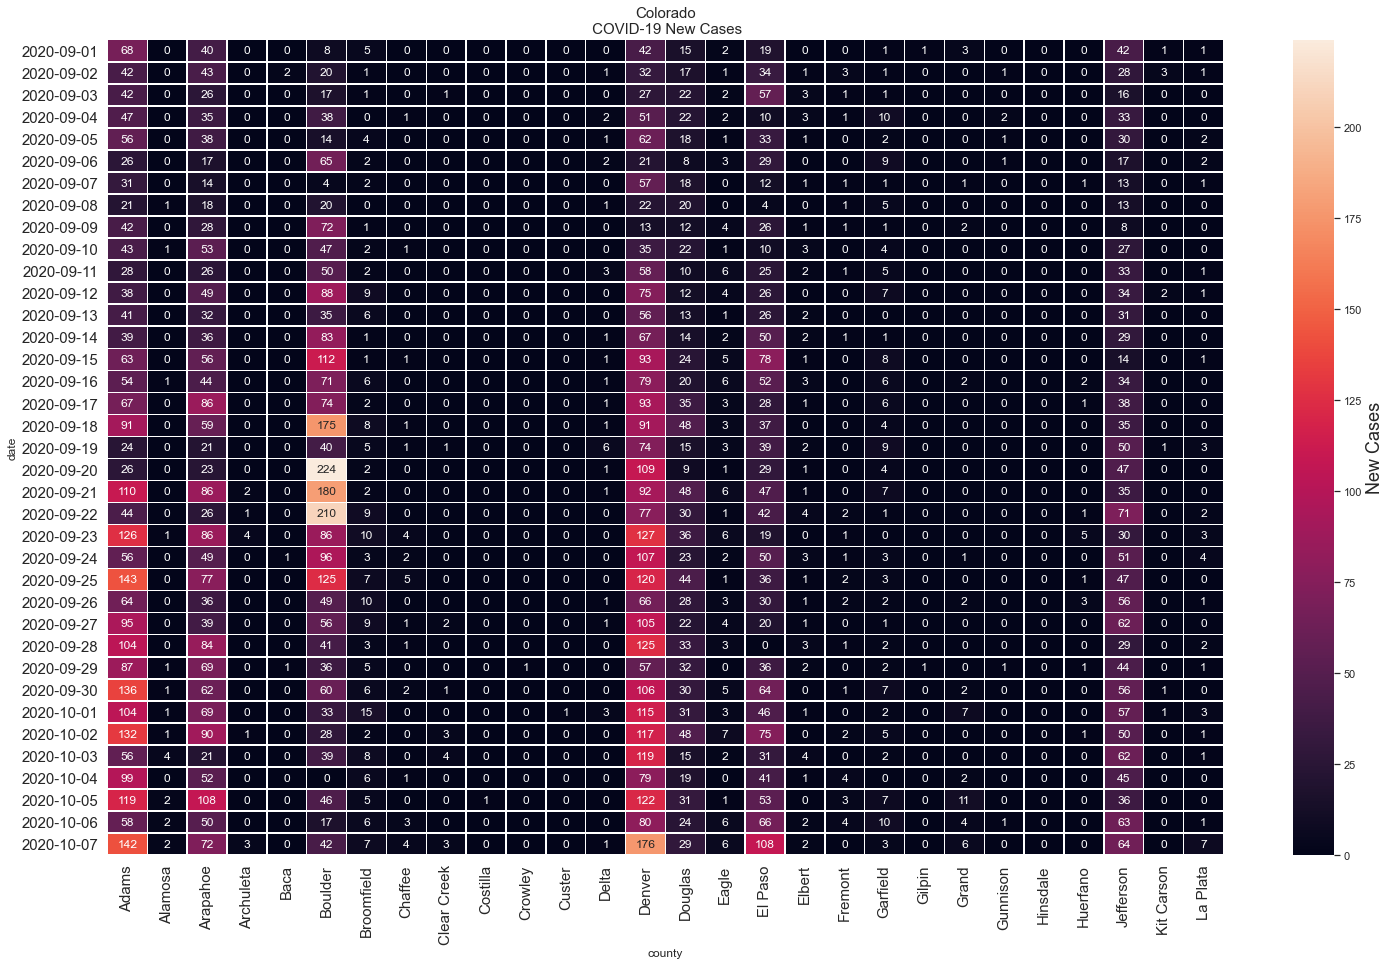 Colorado
COVID-19 New Cases
2020-09-01 68 0 40 0 0 8 5 0 0 0 0 0 0 42 15 2 19 0 0 1 1 3 0 0 0 42 1 1
2020-09-02 42 0 43 0 2 20 1 0 0 0 0 0 1 32 17 1 34 1 3 1 0 0 1 0 0 28 3 1
2020-09-03 42 0 26 0 0 17 1 0 1 0 0 0 0 27 22 2 57 3 1 1 0 0 0 0 0 16 0 0
2020-09-04 47 0 35 0 0 38 0 1 0 0 0 0 2 51 22 2 10 3 1 10 0 0 2 0 0 33 0 0
2020-09-05 56 0 38 0 0 14 4 0 0 0 0 0 1 62 18 1 33 1 0 2 0 0 1 0 0 30 0 2
2020-09-06 26 0 17 0 0 65 2 0 0 0 0 0 2 21 8 3 29 0 0 9 0 0 1 0 0 17 0 2
2020-09-07 31 0 14 0 0 4 2 0 0 0 0 0 0 57 18 0 12 1 1 1 0 1 0 0 1 13 0 1
2020-09-08 21 1 18 0 0 20 0 0 0 0 0 0 1 22 20 0 4 0 1 5 0 0 0 0 0 13 0 0
2020-09-09 42 0 28 0 0 72 1 0 0 0 0 0 0 13 12 4 26 1 1 1 0 2 0 0 0 8 0 0
2020-09-10 43 1 53 0 0 47 2 1 0 0 0 0 0 35 22 1 10 3 0 4 0 0 0 0 0 27 0 0
2020-09-11 28 0 26 0 0 50 2 0 0 0 0 0 3 58 10 6 25 2 1 5 0 0 0 0 0 33 0 1
2020-09-12 38 0 49 0 0 88 9 0 0 0 0 0 0 75 12 4 26 0 0 7 0 0 0 0 0 34 2 1
2020-09-13 41 0 32 0 0 35 6 0 0 0 0 0 0 56 13 1 26 2 0 0 0 0 0 0 0 31 0 0
2020-09-14 39 0 36 0 0 83 1 0 0 0 0 0 1 67 14 2 50 2 1 1 0 0 0 0 0 29 0 0
2020-09-15 63 0 56 0 0 112 1 1 0 0 0 0 1 93 24 5 78 1 0 8 0 0 0 0 0 14 0 1
2020-09-16 54 1 44 0 0 71 6 0 0 0 0 0 1 79 20 6 52 3 0 6 0 2 0 0 2 34 0 0
2020-09-17 67 0 86 0 0 74 2 0 0 0 0 0 1 93 35 3 28 1 0 6 0 0 0 0 1 38 0 0
2020-09-18 91 0 59 0 0 175 8 1 0 0 0 0 1 91 48 3 37 0 0 4 0 0 0 0 0 35 0 0
2020-09-19 24 0 21 0 0 40 5 1 1 0 0 0 6 74 15 3 39 2 0 9 0 0 0 0 0 50 1 3
2020-09-20 26 0 23 0 0 224 2 0 0 0 0 0 0 109 9 1 29 1 0 4 0 0 0 0 0 47 0 0
2020-09-21 110 0 86 2 0 180 2 0 0 0 0 0 1 92 48 6 47 1 0 7 0 0 0 0 0 35 0 0
2020-09-22 44 0 26 1 0 210 9 0 0 0 0 0 0 77 30 1 42 4 2 1 0 0 0 0 1 71 0 2
2020-09-23 126 1 86 4 0 86 10 4 0 0 0 0 0 127 36 6 19 0 1 0 0 0 0 0 5 30 0 3
2020-09-24 56 0 49 0 1 96 3 2 0 0 0 0 0 107 23 2 50 3 1 3 0 1 0 0 0 51 0 4
2020-09-25 143 0 77 0 0 125 7 5 0 0 0 0 0 120 44 1 36 1 2 3 0 0 0 0 1 47 0 0
2020-09-26 64 0 36 0 0 49 10 0 0 0 0 0 1 66 28 3 30 1 2 2 0 2 0 0 3 56 0 1
2020-09-27 95 0 39 0 0 56 9 1 2 0 0 0 1 105 22 4 20 1 0 1 0 0 0 0 0 62 0 0
2020-09-28 104 0 84 0 0 41 3 1 0 0 0 0 0 125 33 3 0 3 1 2 0 0 0 0 0 29 0 2
2020-09-29 87 1 69 0 1 36 5 0 0 0 1 0 0 57 32 0 36 2 0 2 1 0 1 0 1 44 0 1
2020-09-30 136 1 62 0 0 60 6 2 1 0 0 0 0 106 30 5 64 0 1 7 0 2 0 0 0 56 1 0
2020-10-01 104 1 69 0 0 33 15 0 0 0 0 1 3 115 31 3 46 1 0 2 0 7 0 0 0 57 1 3
2020-10-02 132 1 90 1 0 28 2 0 3 0 0 0 0 117 48 7 75 0 2 5 0 0 0 0 1 50 0 1
2020-10-03 56 4 21 0 0 39 8 0 4 0 0 0 0 119 15 2 31 4 0 2 0 0 0 0 0 62 0 1
2020-10-04 99 0 52 0 0 0 6 1 0 0 0 0 0 79 19 0 41 1 4 0 0 2 0 0 0 45 0 0
2020-10-05 119 2 108 0 0 46 5 0 0 1 0 0 0 122 31 1 53 0 3 7 0 11 0 0 0 36 0 0
2020-10-06 58 2 50 0 0 17 6 3 0 0 0 0 0 80 24 6 66 2 4 10 0 4 1 0 0 63 0 1
2020-10-07 142 2 72 3 0 42 7 4 3 0 0 0 1 176 29 6 108 2 0 3 0 6 0 0 0 64 0 7
date
Adams Alamosa Arapahoe Archuleta Baca Boulder Broomfield Chaffee Clear Creek Costilla Crowley Custer Delta Denver Douglas Eagle El Paso Elbert Fremont Garfield Gilpin Grand Gunnison Hinsdale Huerfano Jefferson Kit Carson La Plata
county
200
175
150
125
100
75
50
25
0
New Cases